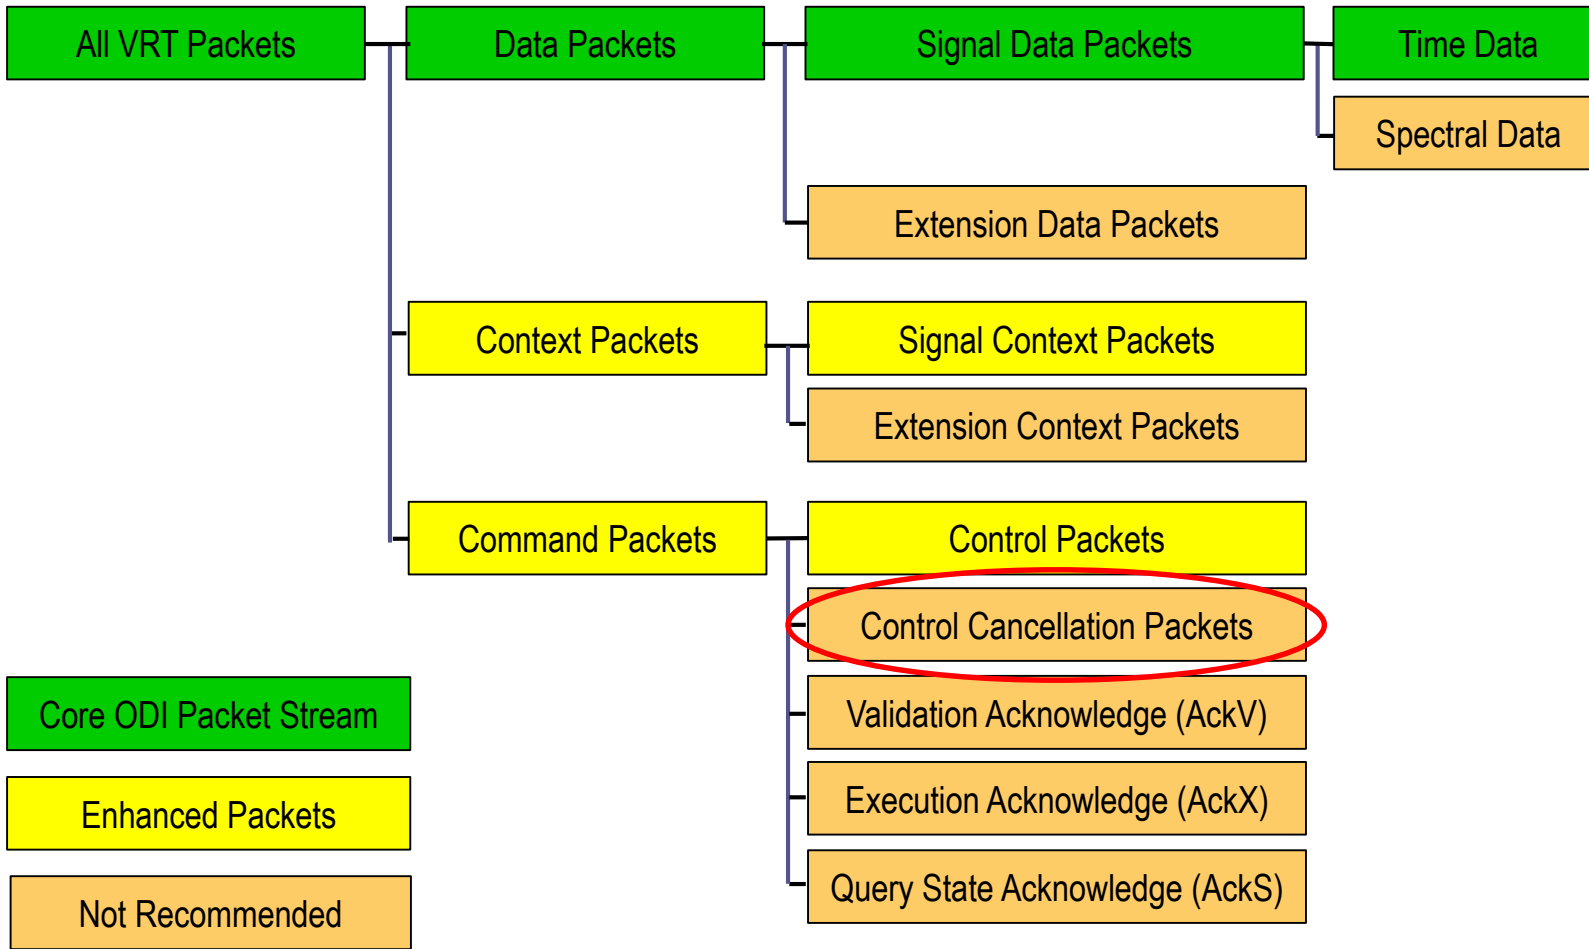 All VRT Packets
Data Packets
Signal Data Packets
Time Data
Spectral Data
Extension Data Packets
Context Packets
Signal Context Packets
Extension Context Packets
Command Packets
Control Packets
Control Cancellation Packets
Validation Acknowledge (AckV)
Execution Acknowledge (AckX)
Query State Acknowledge (AckS)
Core ODI Packet Stream
Enhanced Packets
Not Recommended